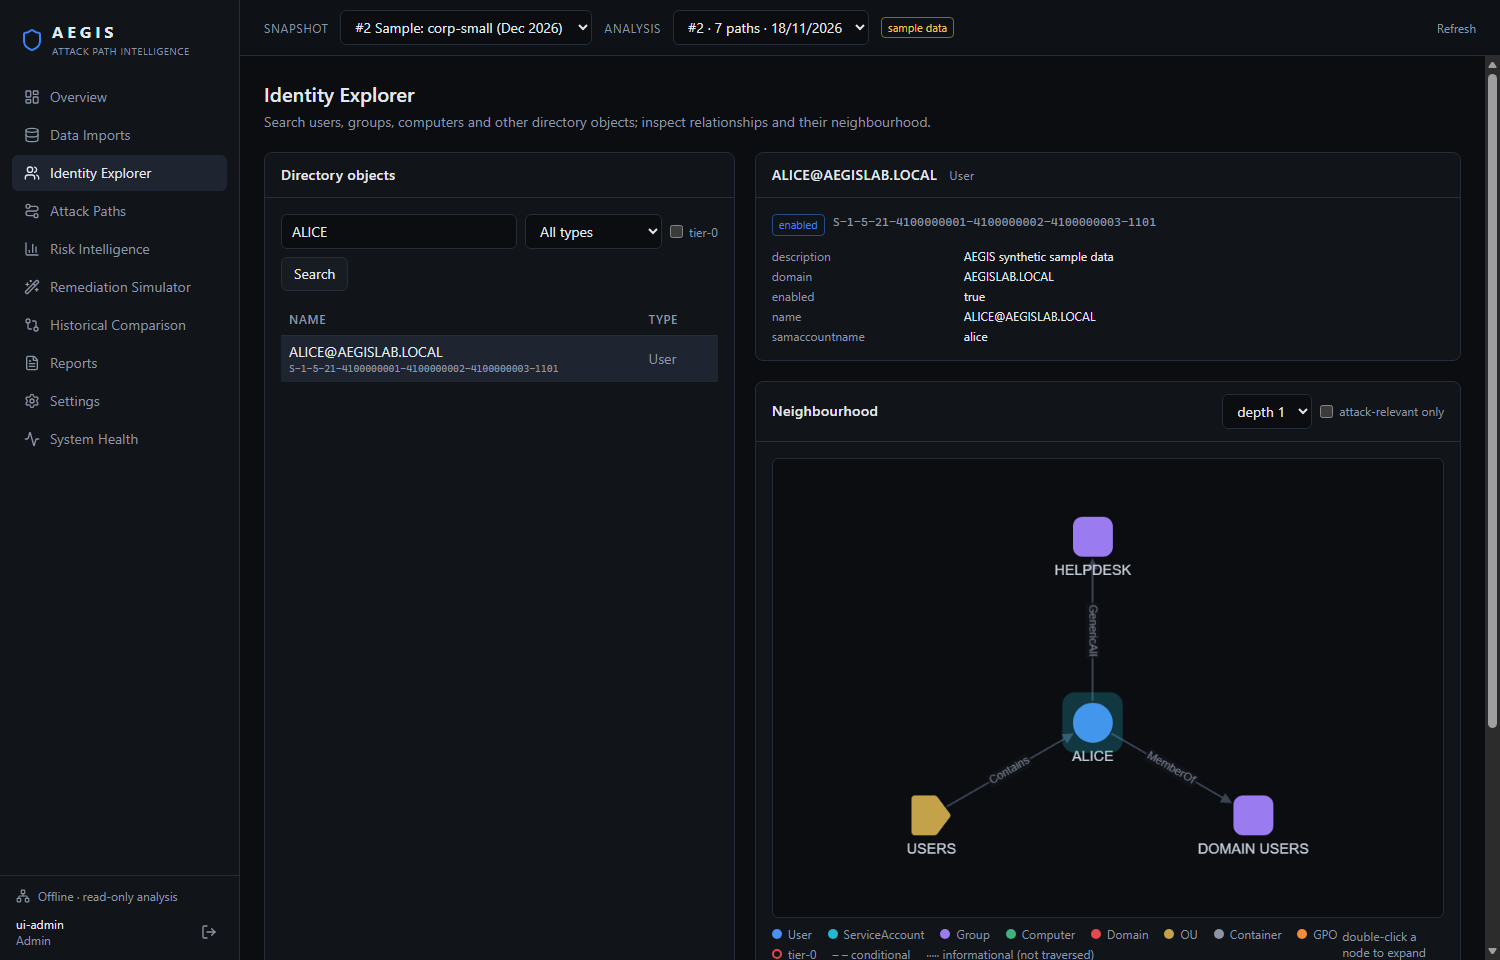 AEGIS
ATTACK PATH INTELLIGENCE
Overview
Data Imports
Identity Explorer
Attack Paths
Risk Intelligence
Remediation Simulator
Historical Comparison
Reports
Settings
System Health
Offline · read-only analysis
ui-admin
Admin
SNAPSHOT #2 Sample: corp-small (Dec 2026) ANALYSIS #2 · 7 paths · 18/11/2026 sample data Refresh
Identity Explorer
Search users, groups, computers and other directory objects; inspect relationships and their neighbourhood.
Directory objects
ALICE All types tier-0
Search
NAME TYPE
ALICE@AEGISLAB.LOCAL User
S-1-5-21-4100000001-4100000002-4100000003-1101
ALICE@AEGISLAB.LOCAL User
enabled S-1-5-21-4100000001-4100000002-4100000003-1101
description AEGIS synthetic sample data
domain AEGISLAB.LOCAL
enabled true
name ALICE@AEGISLAB.LOCAL
samaccountname alice
Neighbourhood depth 1 attack-relevant only
HELPDESK
GenericAll
ALICE
Contains
MemberOf
USERS
DOMAIN USERS
User ServiceAccount Group Computer Domain OU Container GPO
tier-0 conditional informational (not traversed)
double-click a
node to expand